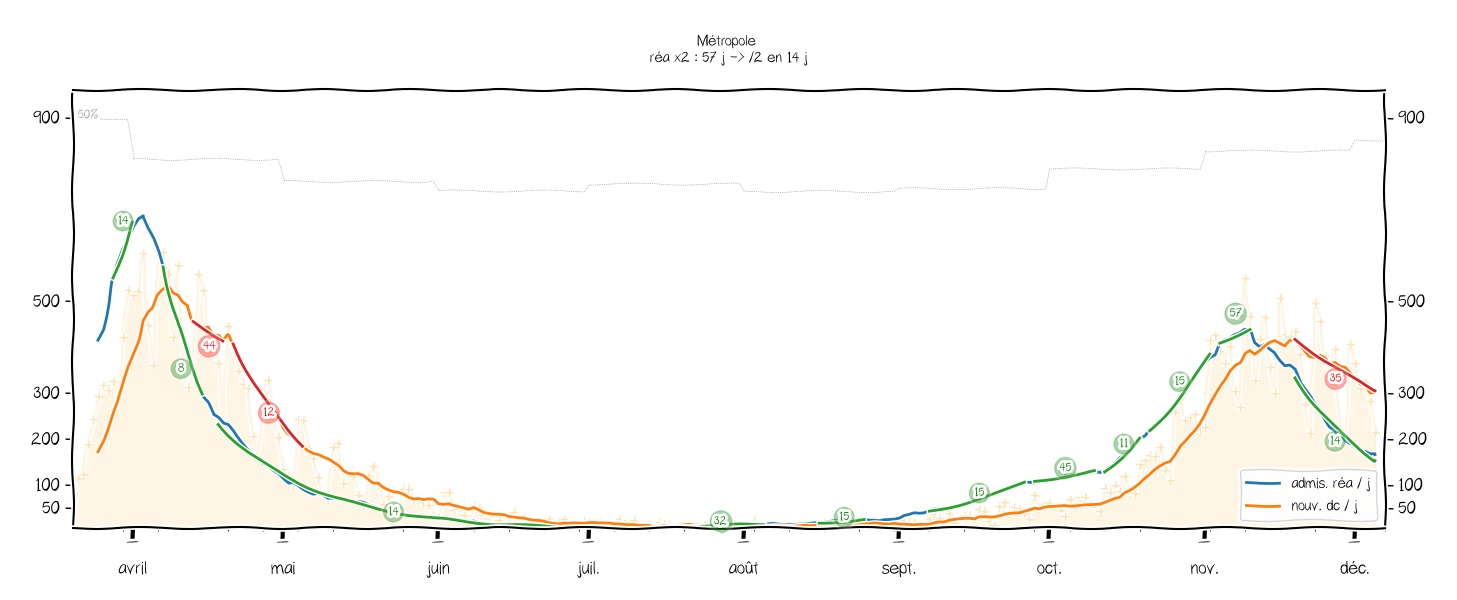 Métropole
réa x2 : 57 j -> /2 en 14 j
900
50%
900
14
500
500
57
44
8
300
15
35
300
12
200
11
14
200
45
100
15
admis. réa / j
100
50
14
32
15
nouv. dc / j
50
avril
mai
juin
juil.
août
sept.
oct.
nov.
déc.